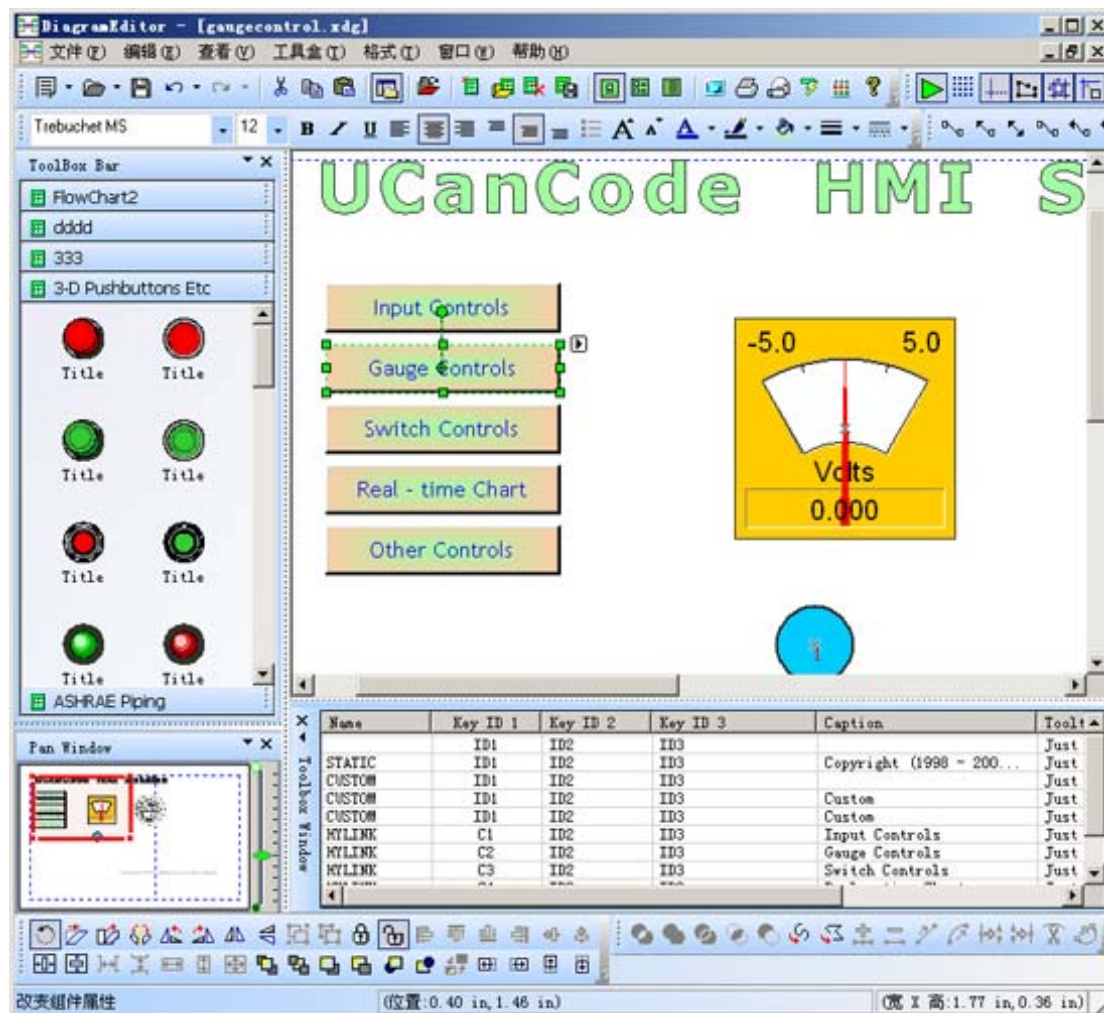 DiagramEditor - [gaugecontrol.xdg]
文件(F) 编辑(E) 查看(V) 工具盒(T) 格式(T) 窗口(W) 帮助(H)
Trebuchet MS 12 B I U
ToolBox Bar
FlowChart2
dddd
333
3-D Pushbuttons Etc
Title Title
Title Title
Title Title
Title Title
ASHRAE Piping
UCanCode HMI S
Input Controls
Gauge Controls
Switch Controls
Real - time Chart
Other Controls
-5.0 5.0
Volts
0.000
1
Pan Window
Toolbox Window
Name Key ID 1 Key ID 2 Key ID 3 Caption Toolt
ID1 ID2 ID3 Just
STATIC ID1 ID2 ID3 Copyright (1998 - 200... Just
CUSTOM ID1 ID2 ID3 Just
CUSTOM ID1 ID2 ID3 Custom Just
CUSTOM ID1 ID2 ID3 Custom Just
MYLINK C1 ID2 ID3 Input Controls Just
MYLINK C2 ID2 ID3 Gauge Controls Just
MYLINK C3 ID2 ID3 Switch Controls Just
改变组件属性 (位置:0.40 in,1.46 in) (宽 X 高:1.77 in,0.36 in)